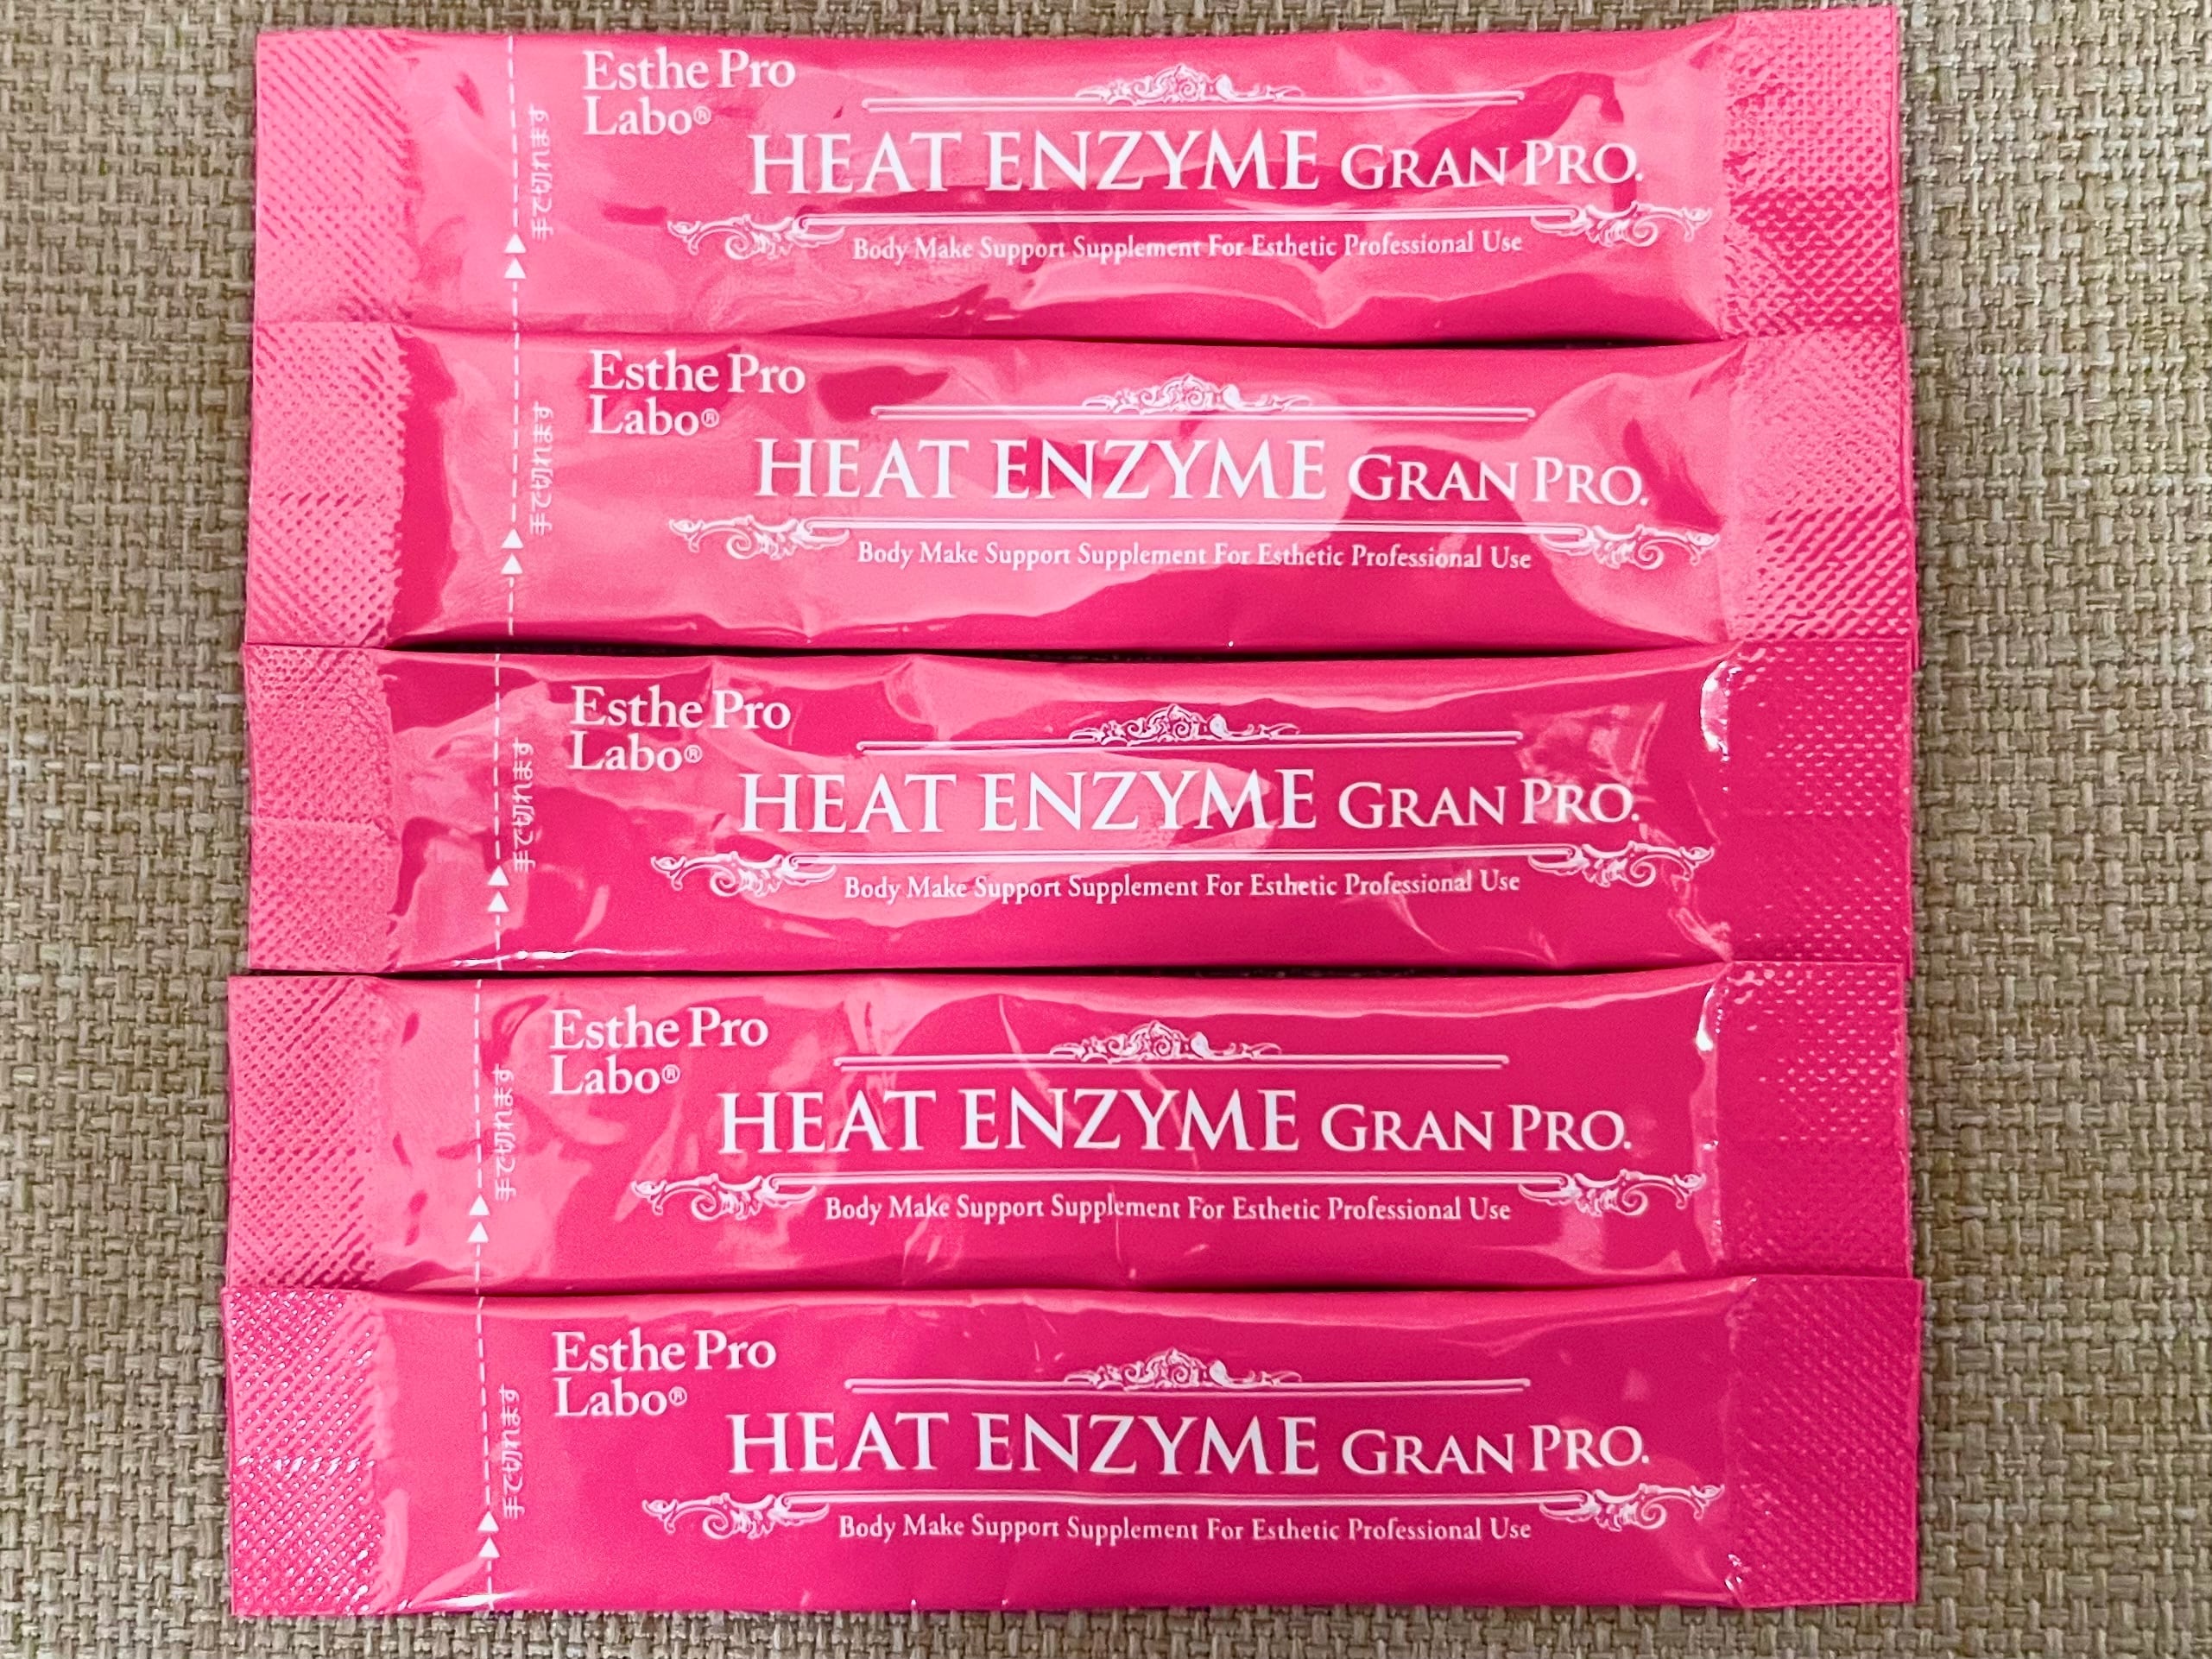 Esthe Pro
Labo®
HEAT ENZYME GRAN PRO.
Body Make Support Supplement For Esthetic Professional Use
手で切れます
Esthe Pro
Labo®
HEAT ENZYME GRAN PRO.
Body Make Support Supplement For Esthetic Professional Use
手で切れます
Esthe Pro
Labo®
HEAT ENZYME GRAN PRO.
Body Make Support Supplement For Esthetic Professional Use
手で切れます
Esthe Pro
Labo®
HEAT ENZYME GRAN PRO.
Body Make Support Supplement For Esthetic Professional Use
手で切れます
Esthe Pro
Labo®
HEAT ENZYME GRAN PRO.
Body Make Support Supplement For Esthetic Professional Use
手で切れます